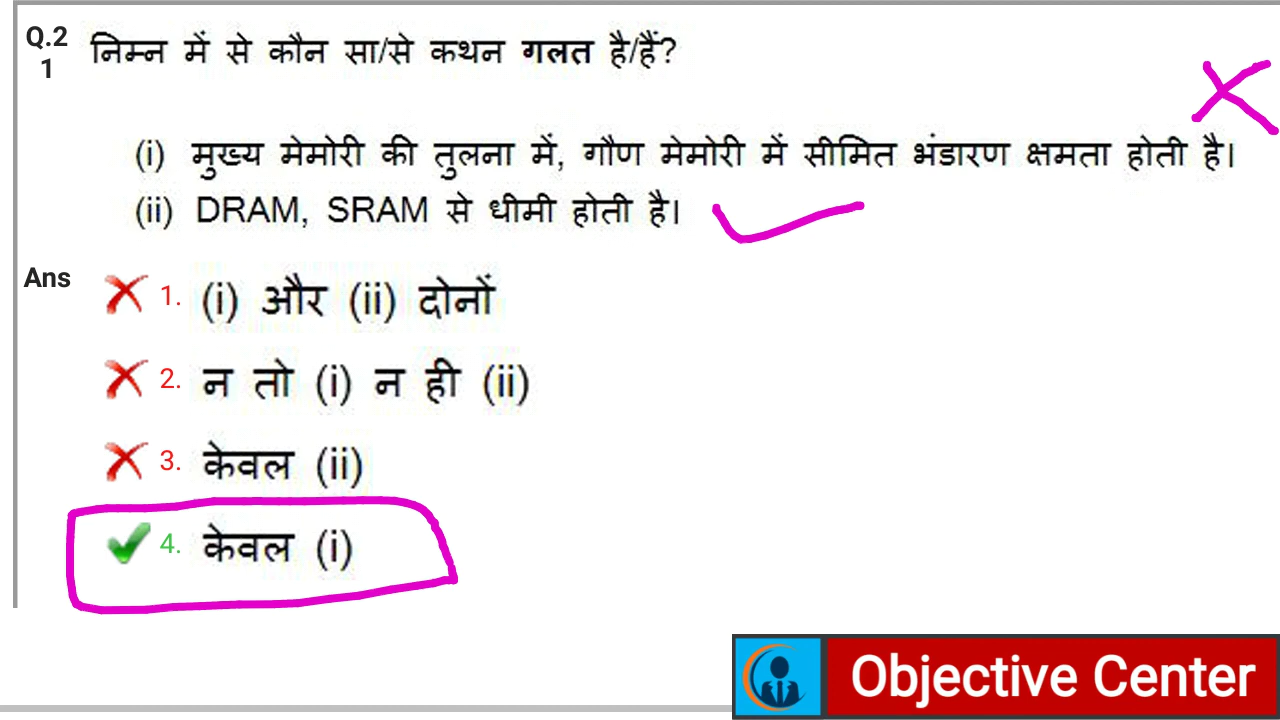 Q.2
1
निम्न में से कौन सा/से कथन गलत है/हैं?
(i) मुख्य मेमोरी की तुलना में, गौण मेमोरी में सीमित भंडारण क्षमता होती है।
(ii) DRAM, SRAM से धीमी होती है।
Ans
1. (i) और (ii) दोनों
2. न तो (i) न ही (ii)
3. केवल (ii)
4. केवल (i)
Objective Center